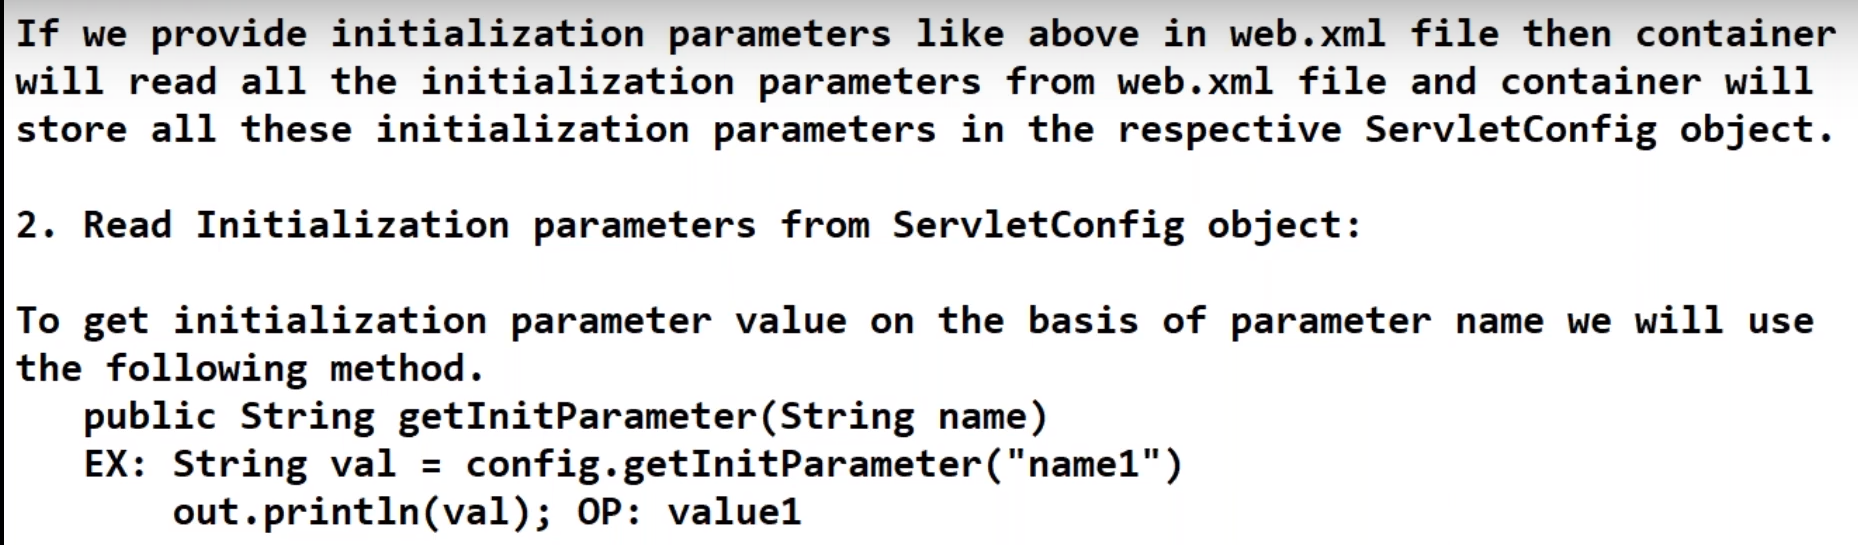 If we provide initialization parameters like above in web.xml file then container
will read all the initialization parameters from web.xml file and container will
store all these initialization parameters in the respective ServletConfig object.
2. Read Initialization parameters from ServletConfig object:
To get initialization parameter value on the basis of parameter name we will use
the following method.
public String getInitParameter(String name)
EX: String val = config.getInitParameter("name1")
out.println(val); OP: value1